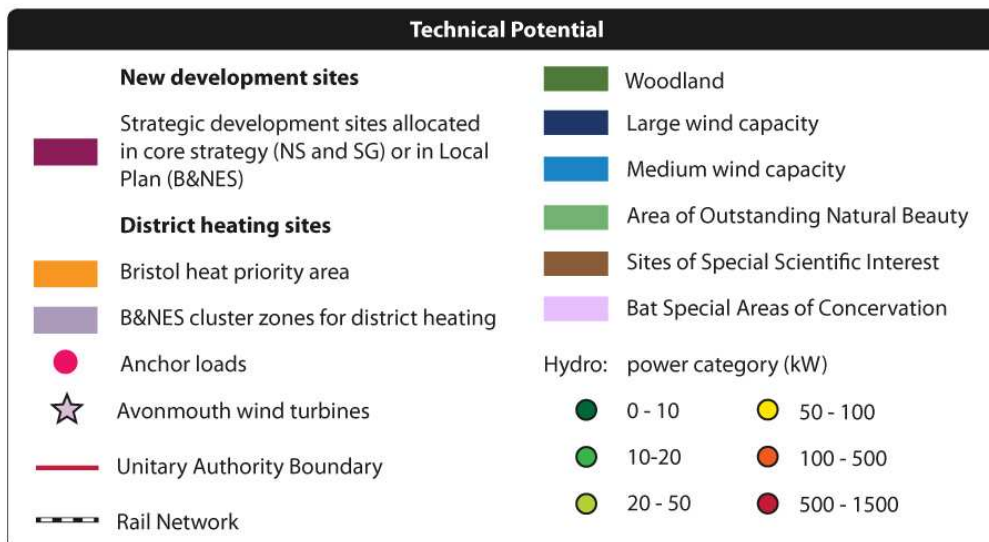 Technical Potential
New development sites
Strategic development sites allocated
in core strategy (NS and SG) or in Local
Plan (B&NES)
District heating sites
Bristol heat priority area
B&NES cluster zones for district heating
Anchor loads
Avonmouth wind turbines
Unitary Authority Boundary
Rail Network
Woodland
Large wind capacity
Medium wind capacity
Area of Outstanding Natural Beauty
Sites of Special Scientific Interest
Bat Special Areas of Concervation
Hydro: power category (kW)
0 - 10
50 - 100
10-20
100 - 500
20 - 50
500 - 1500